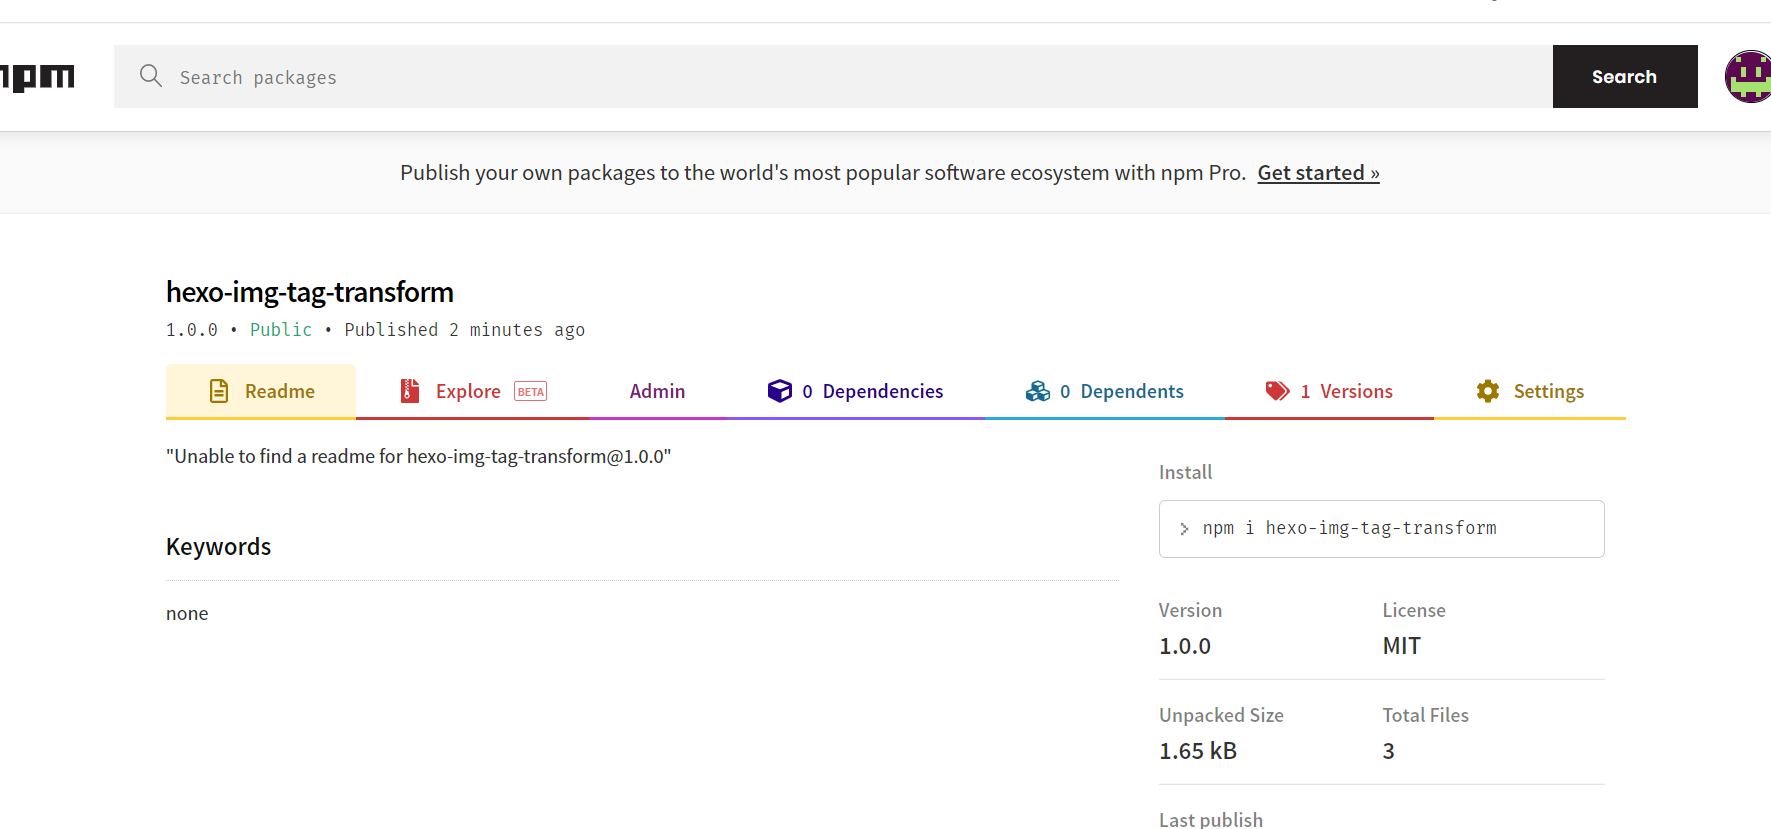 npm
Search packages
Search
Publish your own packages to the world's most popular software ecosystem with npm Pro. Get started »
hexo-img-tag-transform
1.0.0 • Public • Published 2 minutes ago
Readme
Explore BETA
Admin
0 Dependencies
0 Dependents
1 Versions
Settings
"Unable to find a readme for hexo-img-tag-transform@1.0.0"
Keywords
none
Install
> npm i hexo-img-tag-transform
Version
License
1.0.0
MIT
Unpacked Size
Total Files
1.65 kB
3
Last publish